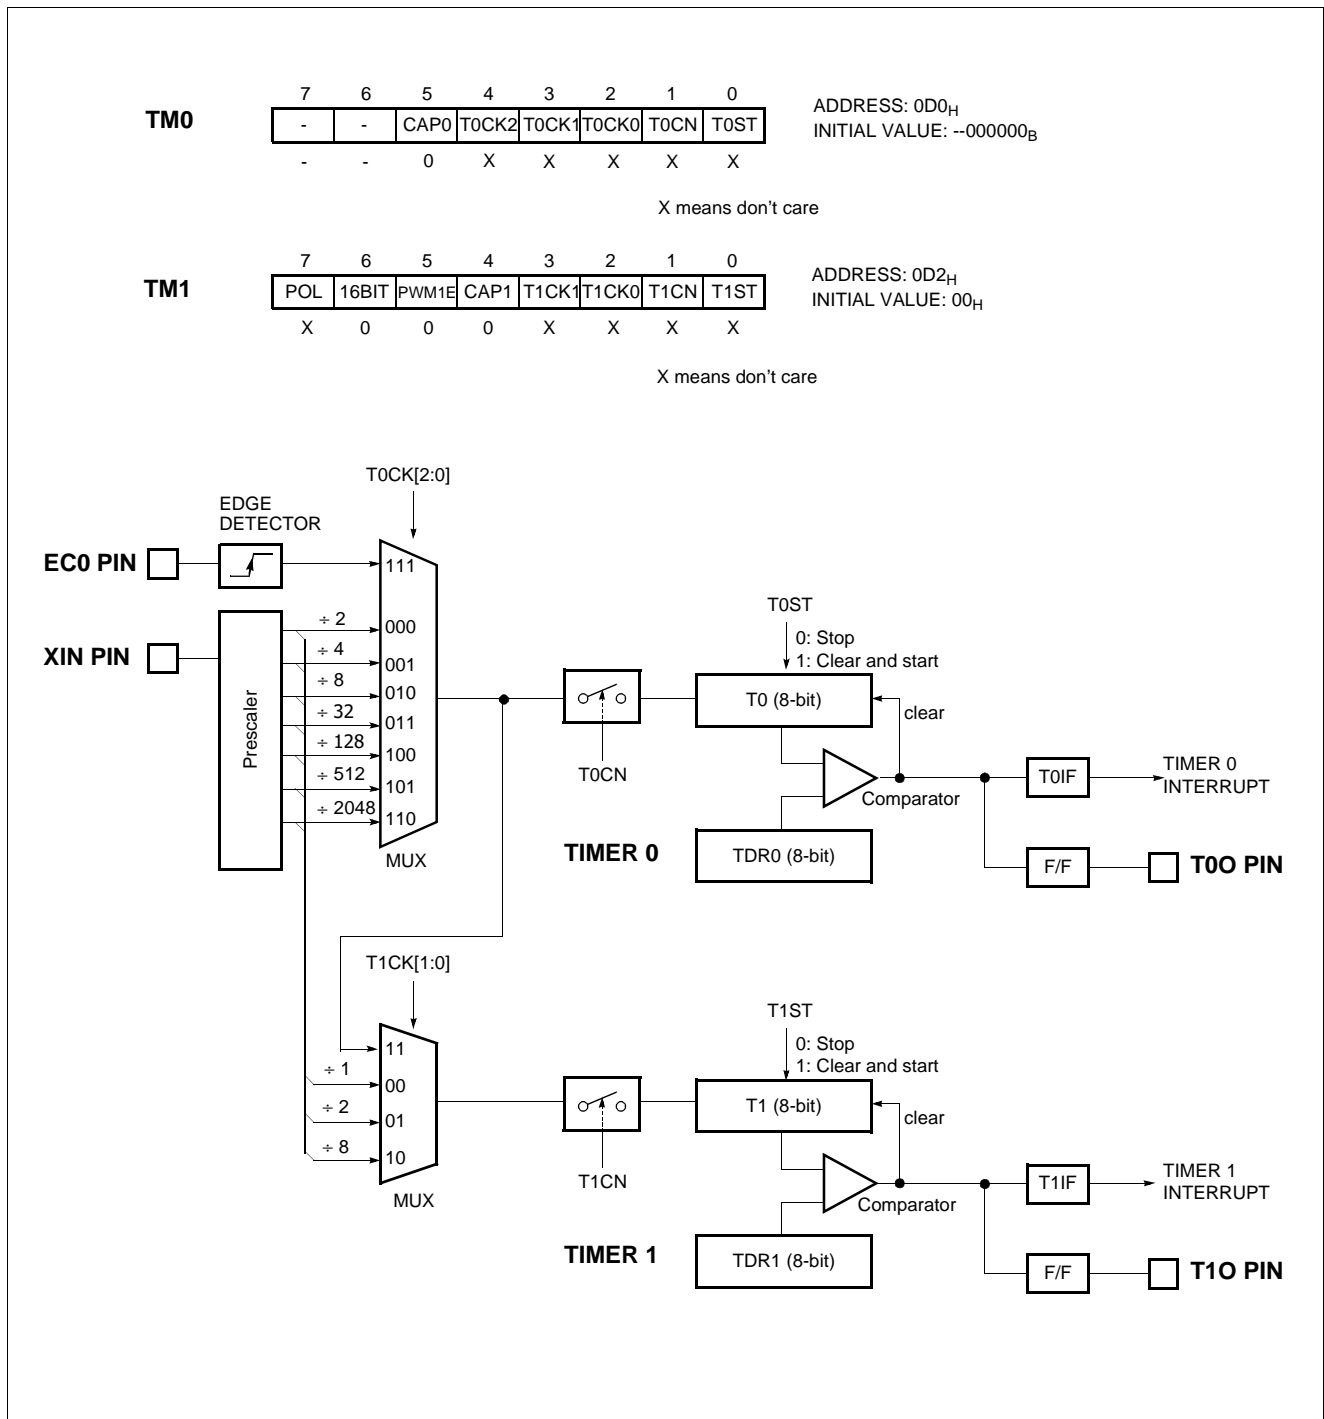 7 6 5 4 3 2 1 0
TM0
- - CAP0 T0CK2 T0CK1 T0CK0 T0CN T0ST
- - 0 X X X X X
ADDRESS: 0D0H
INITIAL VALUE: --000000B
X means don't care
7 6 5 4 3 2 1 0
TM1
POL 16BIT PWM1E CAP1 T1CK1 T1CK0 T1CN T1ST
X 0 0 0 X X X X
ADDRESS: 0D2H
INITIAL VALUE: 00H
X means don't care
T0CK[2:0]
EDGE
DETECTOR
EC0 PIN
111
XIN PIN
Prescaler
÷ 2 000
÷ 4 001
÷ 8 010
÷ 32 011
÷ 128 100
÷ 512 101
÷ 2048 110
MUX
T0CN
T0ST
0: Stop
1: Clear and start
T0 (8-bit)
clear
Comparator
T0IF
TIMER 0
INTERRUPT
TIMER 0
TDR0 (8-bit)
F/F
T0O PIN
T1CK[1:0]
11
÷ 1 00
÷ 2 01
÷ 8 10
MUX
T1CN
T1ST
0: Stop
1: Clear and start
T1 (8-bit)
clear
Comparator
T1IF
TIMER 1
INTERRUPT
TIMER 1
TDR1 (8-bit)
F/F
T1O PIN